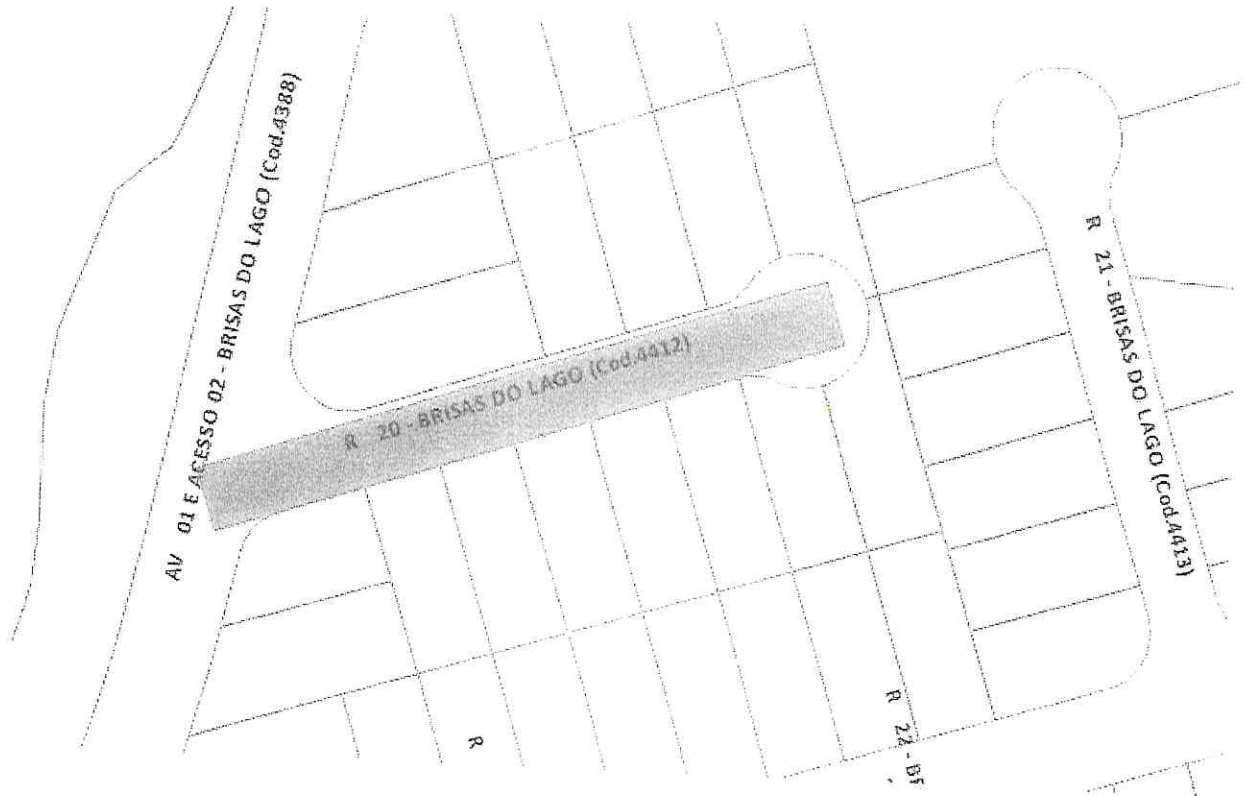 AV 01 E ACESSO 02 - BRISAS DO LAGO (Cod.4388)
R 20 - BRISAS DO LAGO (Cod.4412)
R 21 - BRISAS DO LAGO (Cod.4413)
R
R 22 - BR